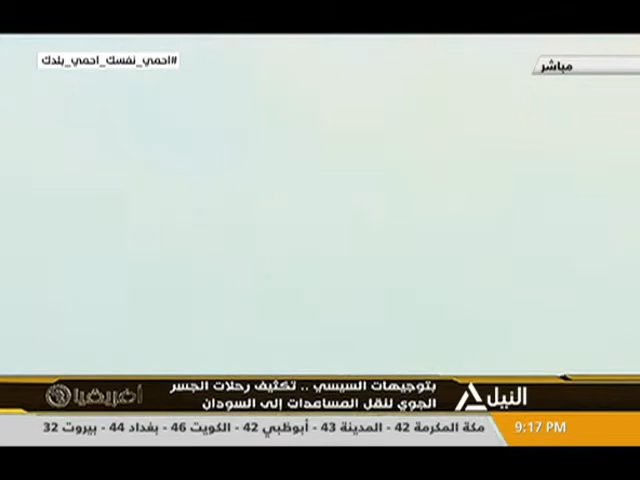 #احمي_نفسك_احمي_بلدك
مباشر
بتوجيهات السيسي .. تكثيف رحلات الجسر
الجوي لنقل المساعدات إلى السودان
النيل
أفريقيا
مكة المكرمة 42 - المدينة 43 - أبوظبي 42 - الكويت 46 - بغداد 44 - بيروت 32
9:17 PM